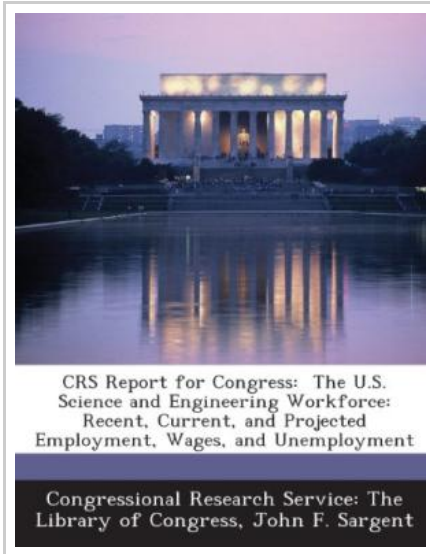 CRS Report for Congress: The U.S.
Science and Engineering Workforce:
Recent, Current, and Projected
Employment, Wages, and Unemployment
Congressional Research Service: The
Library of Congress, John F. Sargent